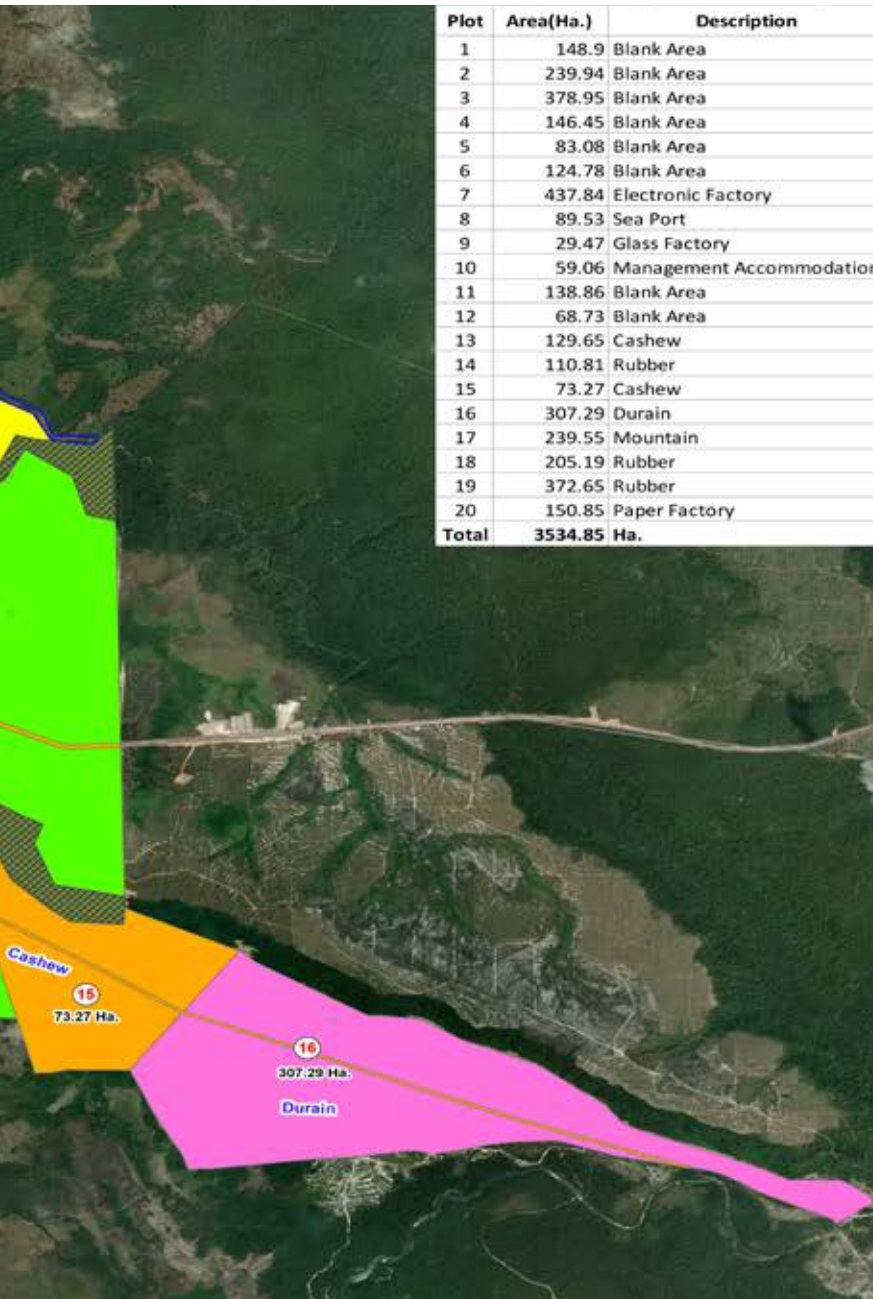 Plot Area(Ha.) Description
1 148.9 Blank Area
2 239.94 Blank Area
3 378.95 Blank Area
4 146.45 Blank Area
5 83.08 Blank Area
6 124.78 Blank Area
7 437.84 Electronic Factory
8 89.53 Sea Port
9 29.47 Glass Factory
10 59.06 Management Accommodation
11 138.86 Blank Area
12 68.73 Blank Area
13 129.65 Cashew
14 110.81 Rubber
15 73.27 Cashew
16 307.29 Durain
17 239.55 Mountain
18 205.19 Rubber
19 372.65 Rubber
20 150.85 Paper Factory
Total 3534.85 Ha.
Cashew
15
73.27 Ha.
16
307.29 Ha.
Durain